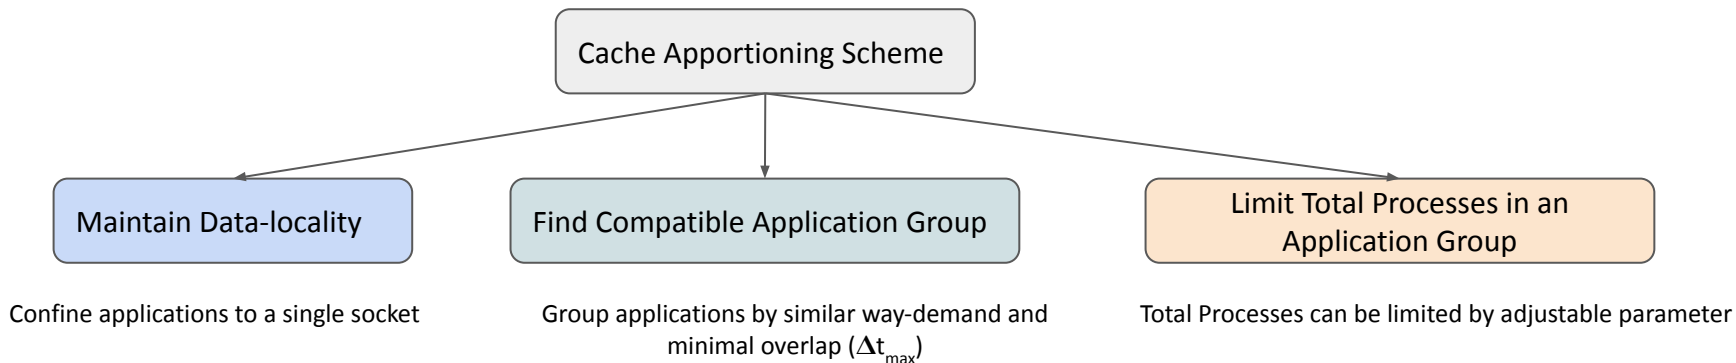 Cache Apportioning Scheme
Maintain Data-locality
Find Compatible Application Group
Limit Total Processes in an
Application Group
Confine applications to a single socket
Group applications by similar way-demand and
minimal overlap (Δt_max)
Total Processes can be limited by adjustable parameter